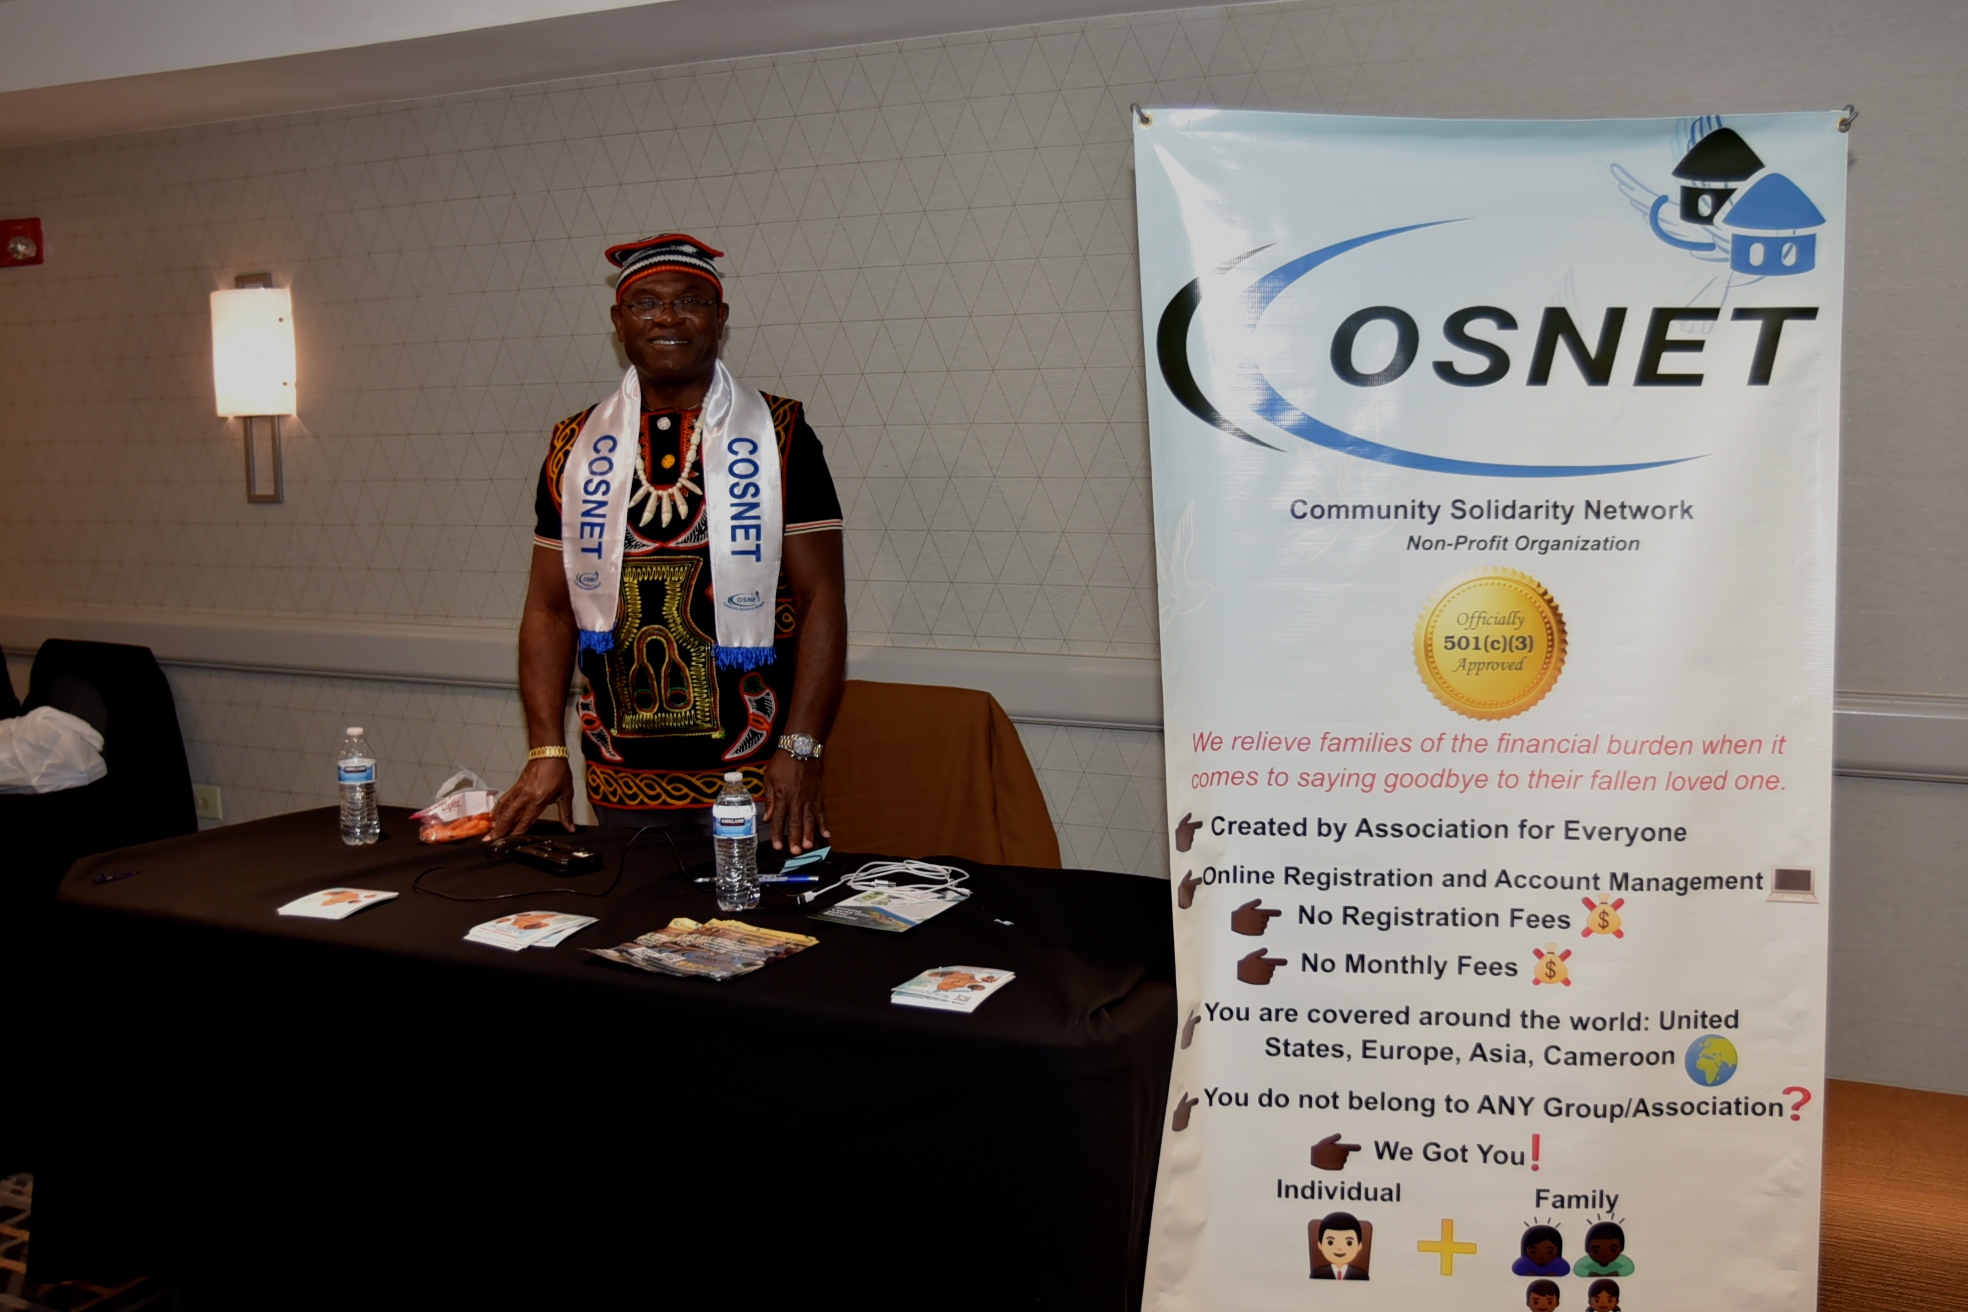 COSNET
COSNET
OSNET
KIRKLAND
KIRKLAND
COSNET
Community Solidarity Network
Non-Profit Organization
Officially
501(c)(3)
Approved
We relieve families of the financial burden when it
comes to saying goodbye to their fallen loved one.
Created by Association for Everyone
Online Registration and Account Management
No Registration Fees
$
No Monthly Fees
$
You are covered around the world: United
States, Europe, Asia, Cameroon
You do not belong to ANY Group/Association?
We Got You!
Individual
Family